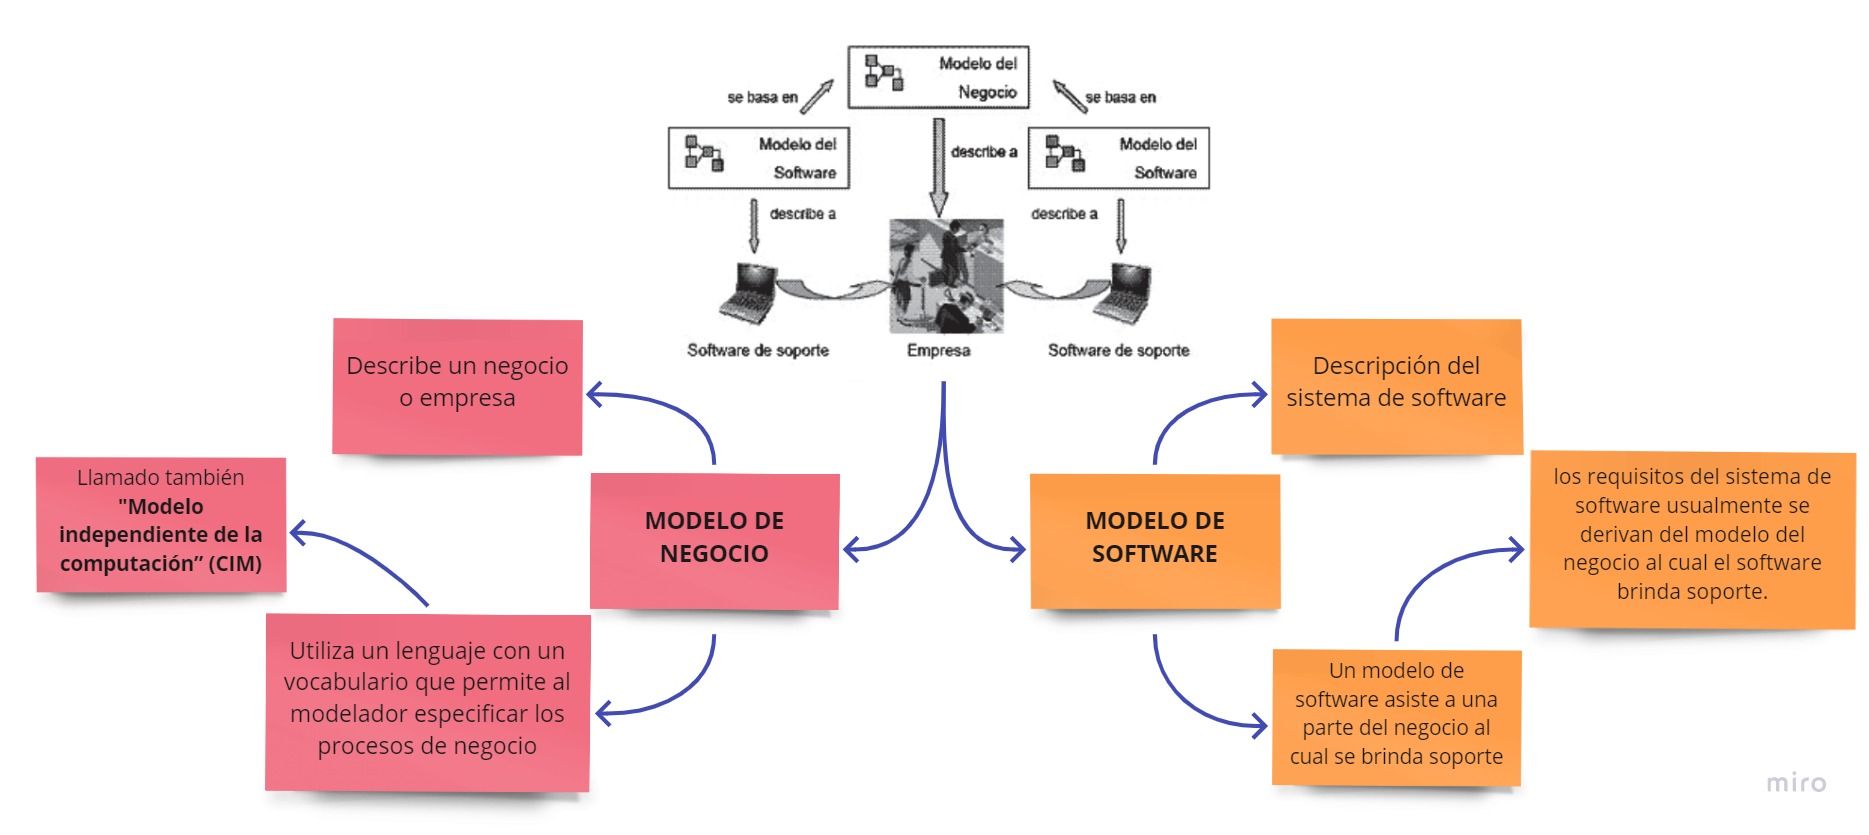 Modelo del
Negocio
se basa en
se basa en
Modelo del
Software
describe a
Modelo del
Software
describe a
describe a
Software de soporte
Empresa
Software de soporte
Describe un negocio
o empresa
Llamado también
"Modelo
independiente de la
computación” (CIM)
MODELO DE
NEGOCIO
Utiliza un lenguaje con un
vocabulario que permite al
modelador especificar los
procesos de negocio
Descripción del
sistema de software
MODELO DE
SOFTWARE
los requisitos del sistema de
software usualmente se
derivan del modelo del
negocio al cual el software
brinda soporte.
Un modelo de
software asiste a una
parte del negocio al
cual se brinda soporte
miro